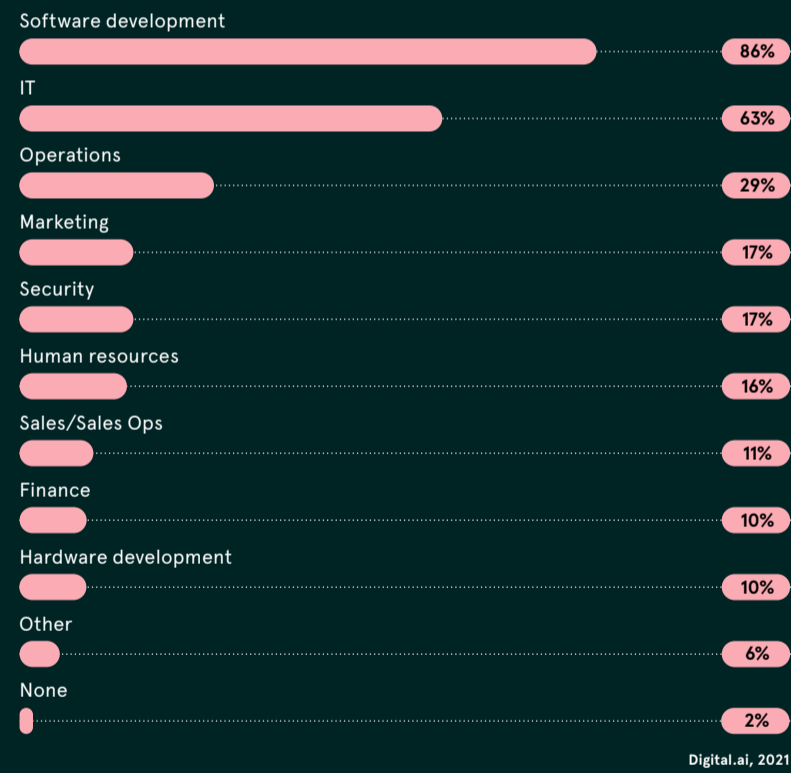 Software development
86%
IT
63%
Operations
29%
Marketing
17%
Security
17%
Human resources
16%
Sales/Sales Ops
11%
Finance
10%
Hardware development
10%
Other
6%
None
2%
Digital.ai, 2021